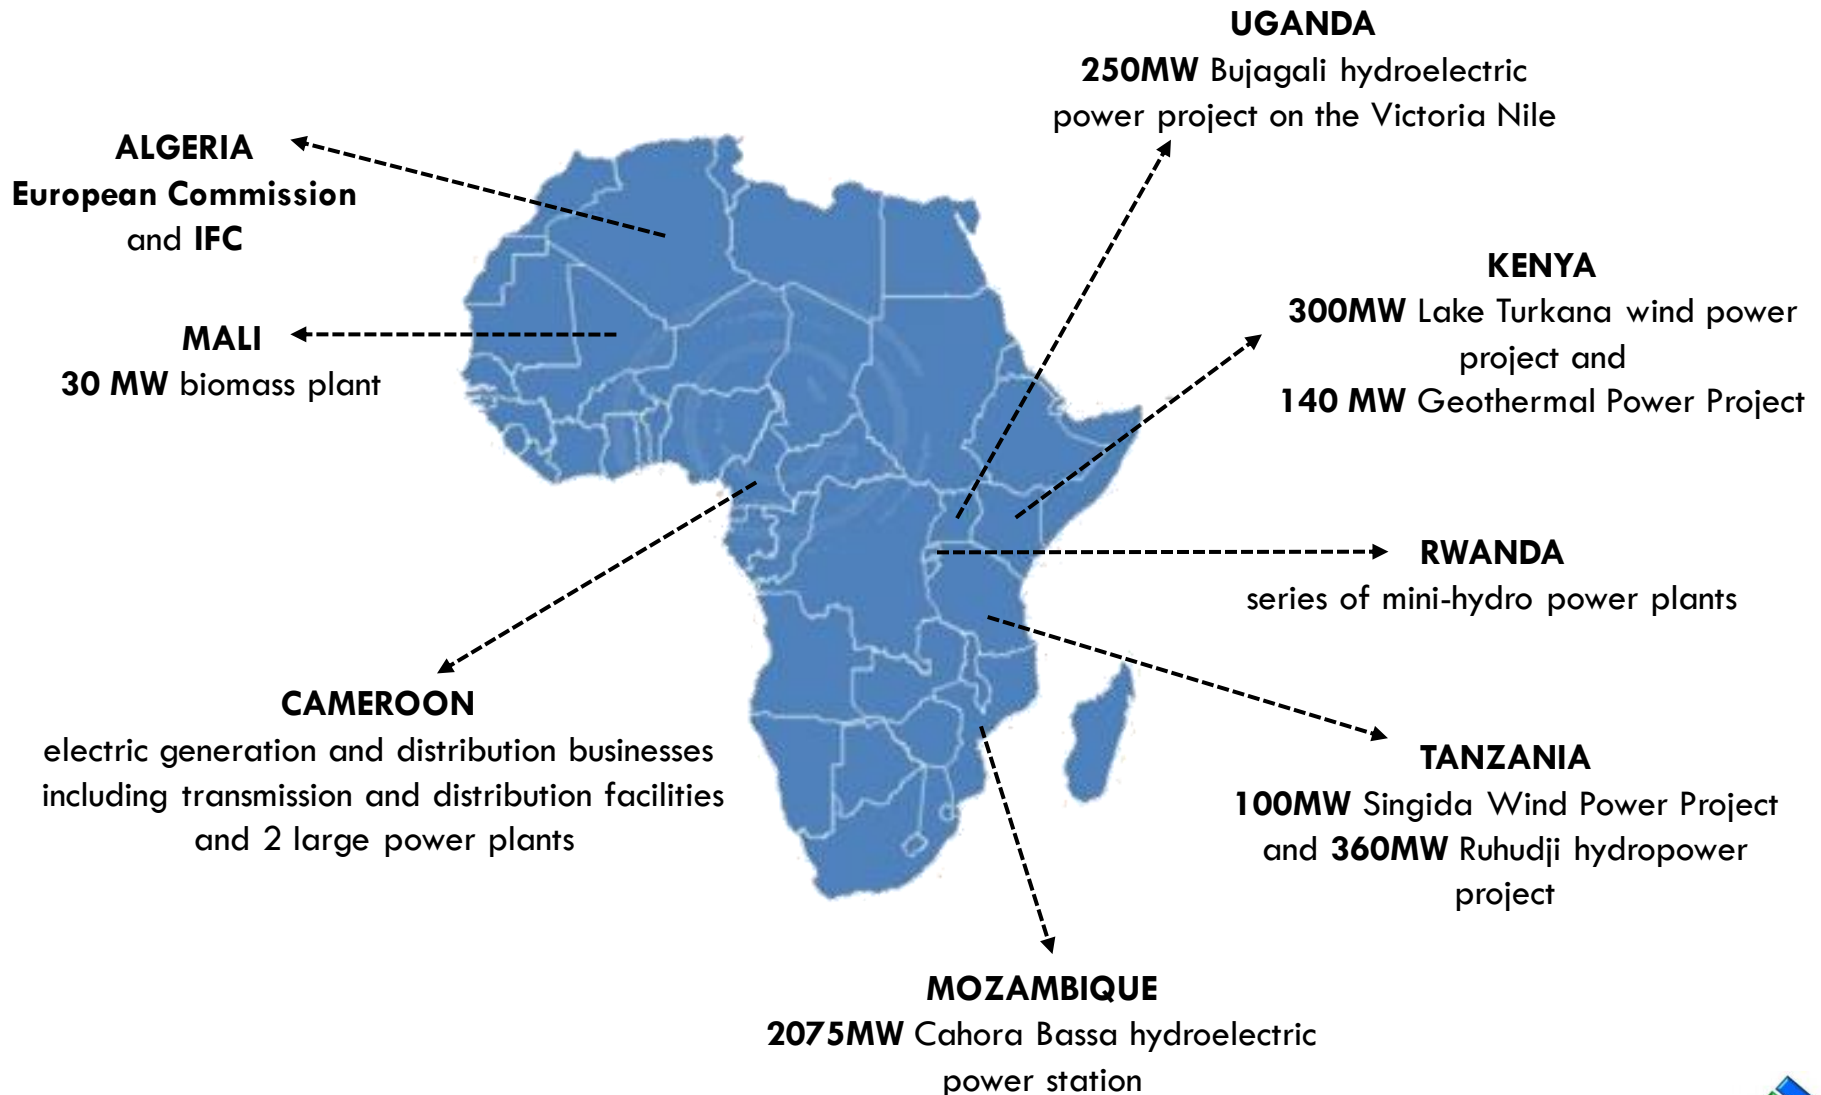 UGANDA
250MW Bujagali hydroelectric
power project on the Victoria Nile
ALGERIA
European Commission
and IFC
KENYA
300MW Lake Turkana wind power
project and
140 MW Geothermal Power Project
MALI
30 MW biomass plant
RWANDA
series of mini-hydro power plants
CAMEROON
electric generation and distribution businesses
including transmission and distribution facilities
and 2 large power plants
TANZANIA
100MW Singida Wind Power Project
and 360MW Ruhudji hydropower
project
MOZAMBIQUE
2075MW Cahora Bassa hydroelectric
power station